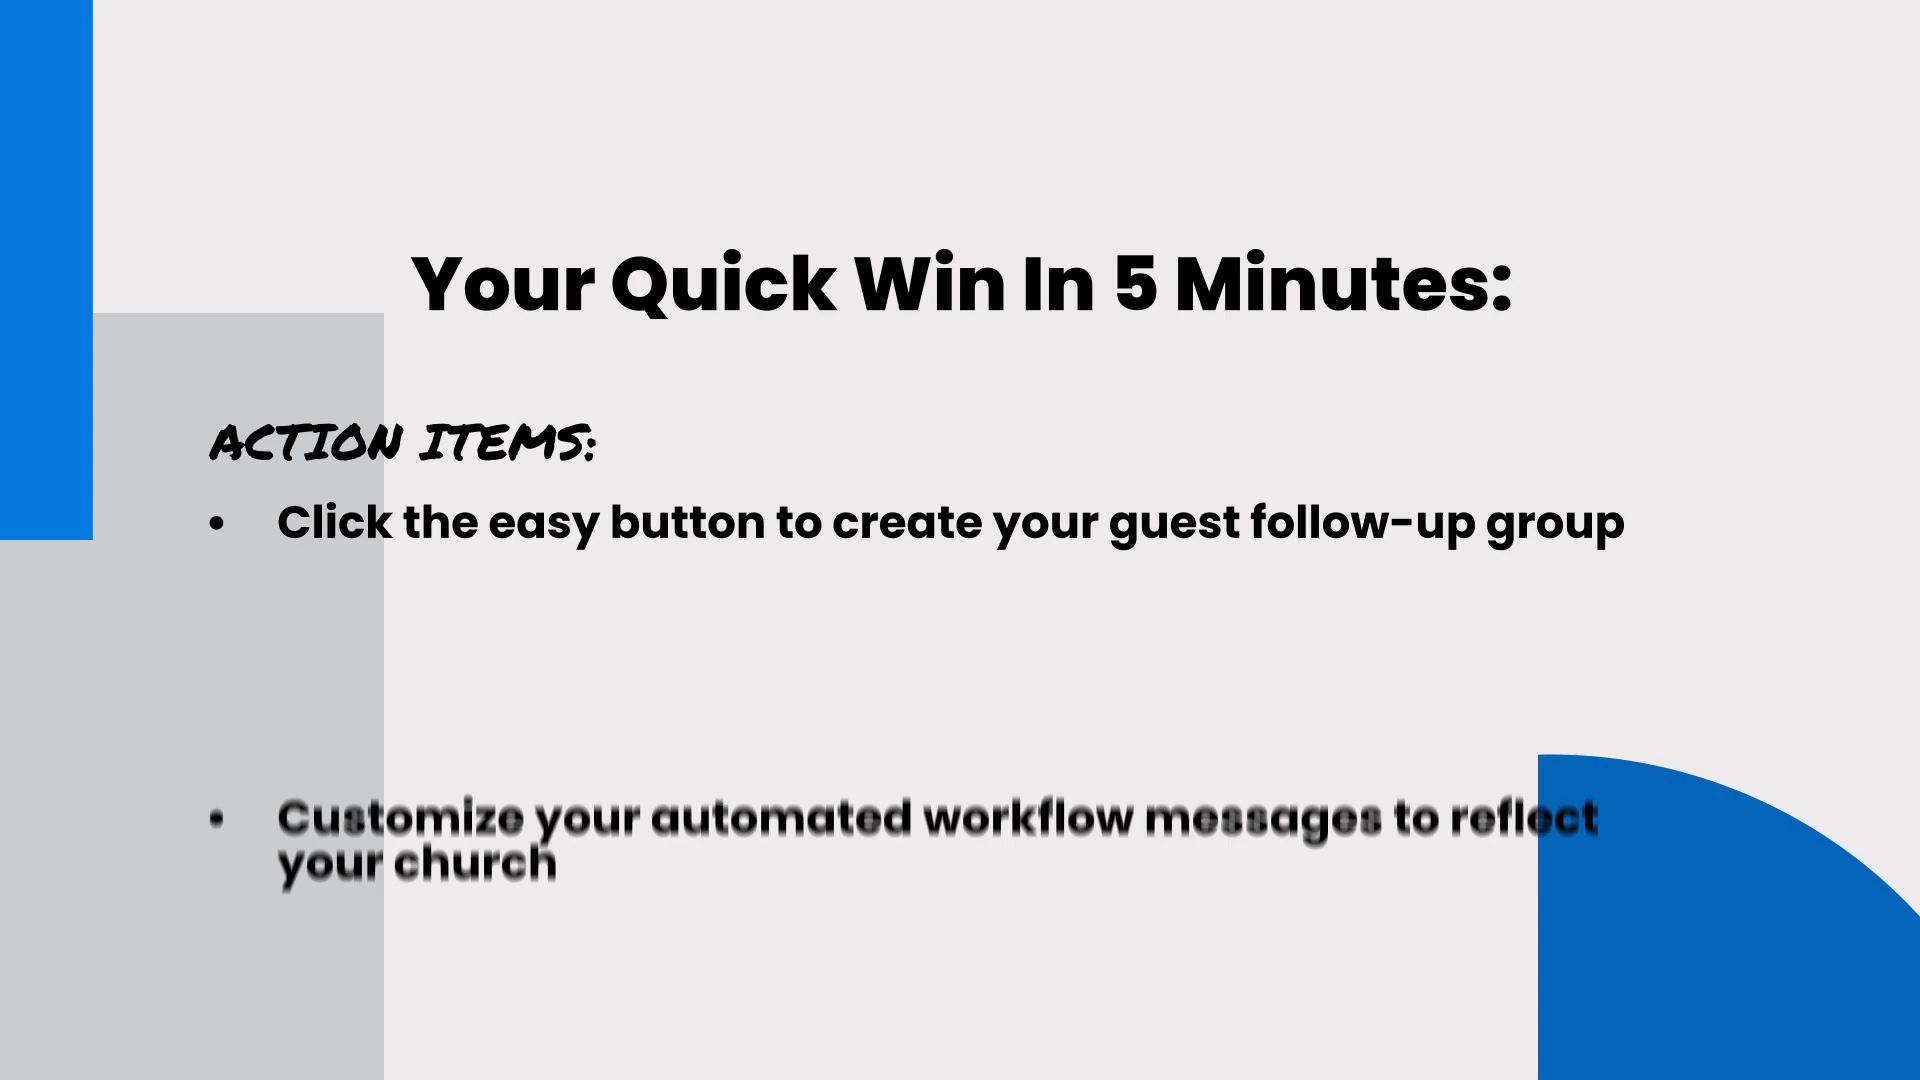 Your Quick Win In 5 Minutes:
ACTION ITEMS:
• Click the easy button to create your guest follow-up group
• Customize your automated workflow messages to reflect
your church